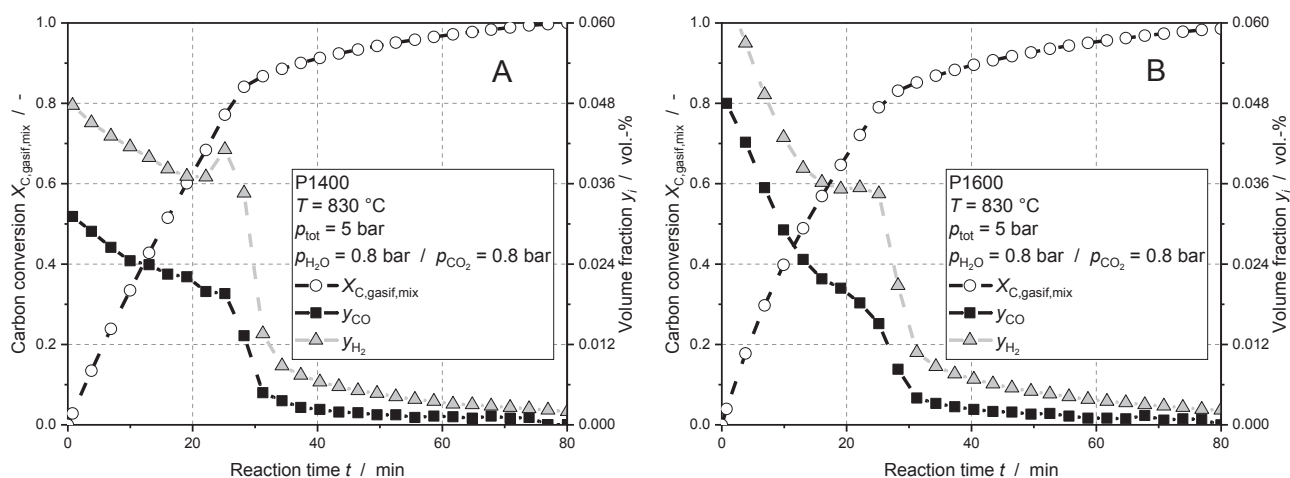 A
1.0
0.8
0.6
0.4
0.2
0.0
Carbon conversion X_C,gasif,mix / -
0.060
0.048
0.036
0.024
0.012
0.000
Volume fraction y_i / vol.-%
P1400
T = 830 °C
p_tot = 5 bar
p_H₂O = 0.8 bar / p_CO₂ = 0.8 bar
X_C,gasif,mix
y_CO
y_H₂
0 20 40 60 80
Reaction time t / min
B
1.0
0.8
0.6
0.4
0.2
0.0
Carbon conversion X_C,gasif,mix / -
0.060
0.048
0.036
0.024
0.012
0.000
Volume fraction y_i / vol.-%
P1600
T = 830 °C
p_tot = 5 bar
p_H₂O = 0.8 bar / p_CO₂ = 0.8 bar
X_C,gasif,mix
y_CO
y_H₂
0 20 40 60 80
Reaction time t / min